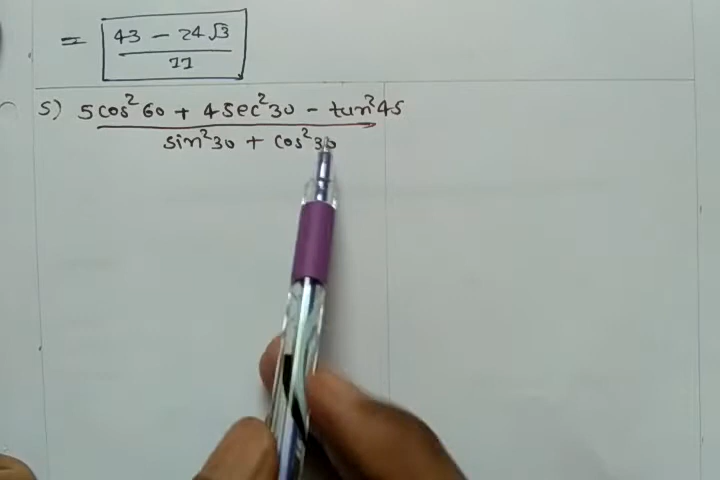 = 43 - 24√3
11
5) 5cos²60 + 4sec²30 - tan²45
sin²30 + cos²30